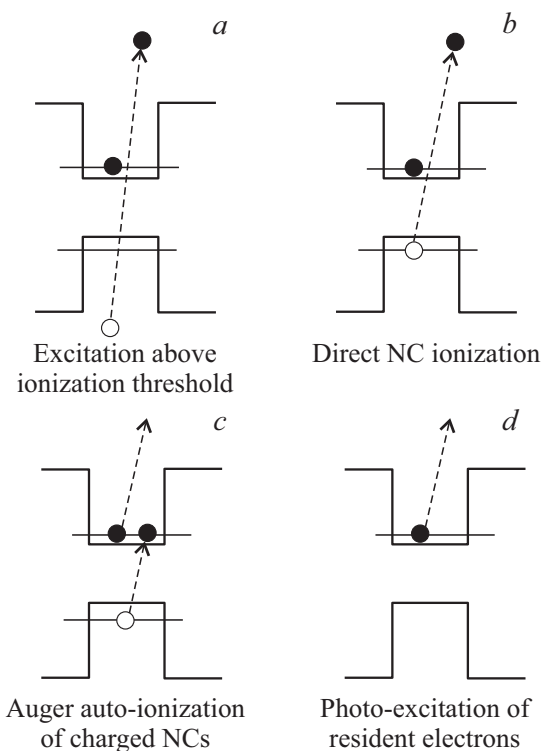 a
b
Excitation above
ionization threshold
Direct NC ionization
c
d
Auger auto-ionization
of charged NCs
Photo-excitation of
resident electrons